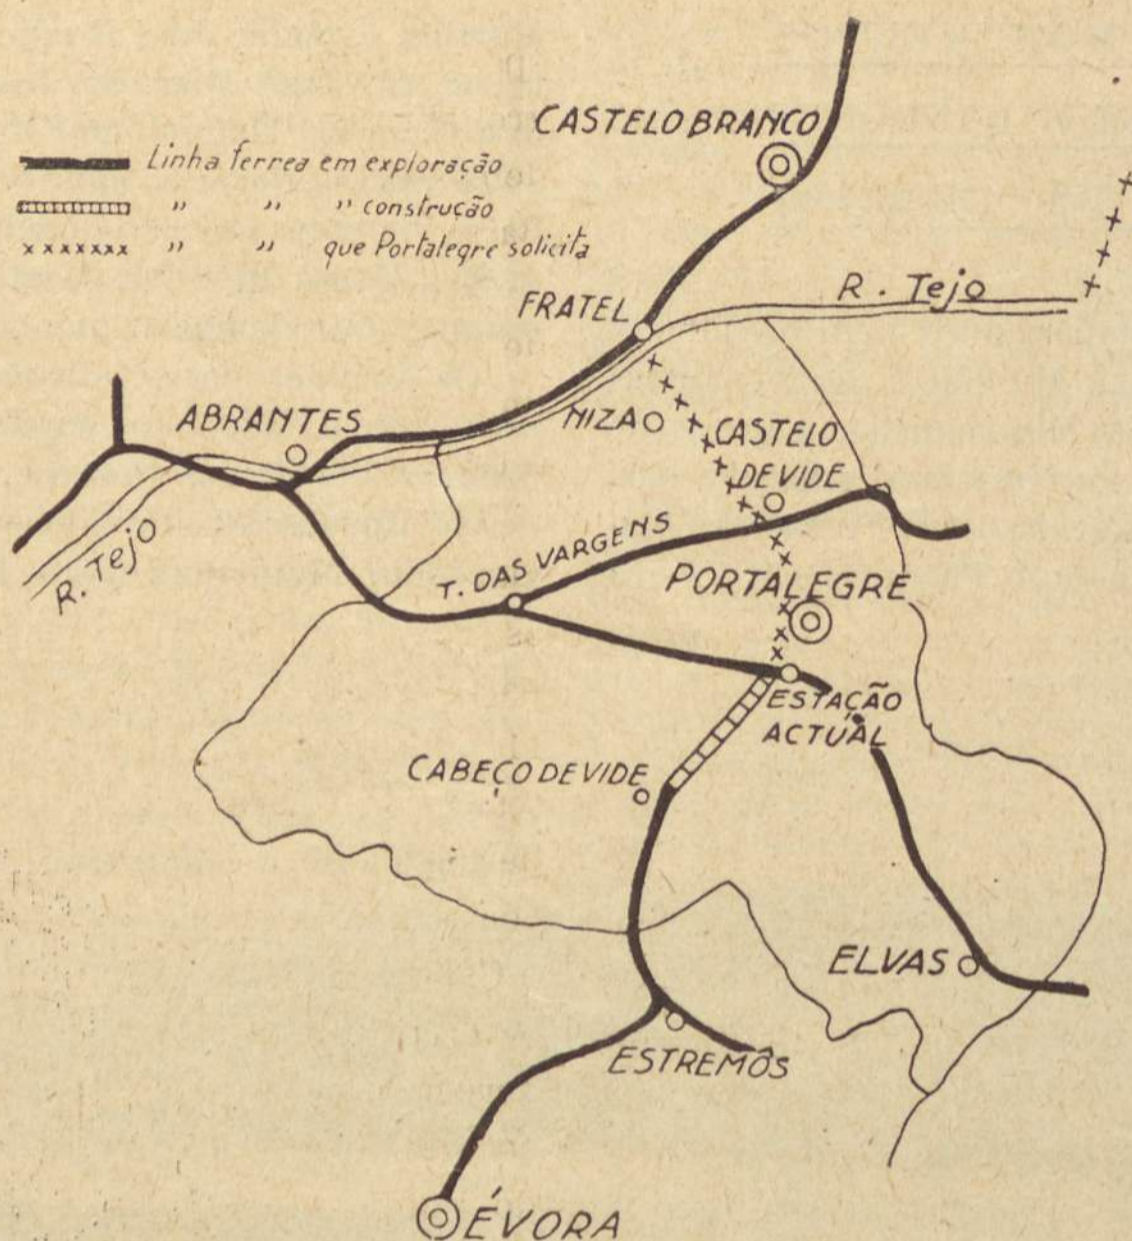 CASTELO BRANCO
Linha ferrea em exploração
" " " construção
" " que Portalegre solicita
R. Tejo
FRATEL
ABRANTES
NIZA
CASTELO
DE VIDE
R. Tejo
T. DAS VARGENS
PORTALEGRE
ESTAÇÃO
ACTUAL
CABEÇO DE VIDE
ELVAS
ESTREMÔS
ÉVORA